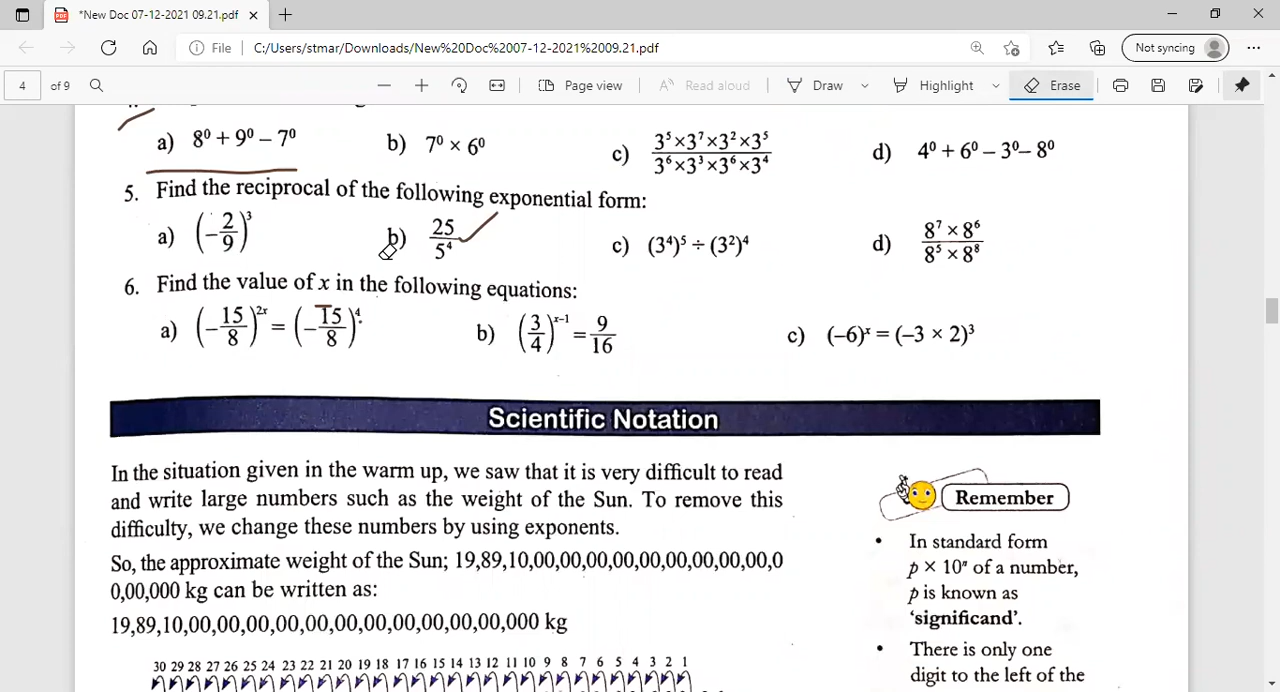 *New Doc 07-12-2021 09.21.pdf
File C:/Users/stmar/Downloads/New%20Doc%2007-12-2021%2009.21.pdf
Not syncing
4 of 9
Page view
Read aloud
Draw
Highlight
Erase
a) 8⁰ + 9⁰ – 7⁰ b) 7⁰ × 6⁰ c) 3⁵×3⁷×3²×3⁵ / 3⁶×3³×3⁶×3⁴ d) 4⁰ + 6⁰ – 3⁰– 8⁰
5. Find the reciprocal of the following exponential form:
a) (–2/9)³ b) 25/5⁴ c) (3⁴)⁵ ÷ (3²)⁴ d) 8⁷ × 8⁶ / 8⁵ × 8⁸
6. Find the value of x in the following equations:
a) (–15/8)²ˣ = (–15/8)⁴ b) (3/4)ˣ⁻¹ = 9/16 c) (–6)ˣ = (–3 × 2)³
Scientific Notation
In the situation given in the warm up, we saw that it is very difficult to read
and write large numbers such as the weight of the Sun. To remove this
difficulty, we change these numbers by using exponents.
So, the approximate weight of the Sun; 19,89,10,00,00,00,00,00,00,00,00,00,00,0
0,00,000 kg can be written as:
19,89,10,00,00,00,00,00,00,00,00,00,00,00,000 kg
30 29 28 27 26 25 24 23 22 21 20 19 18 17 16 15 14 13 12 11 10 9 8 7 6 5 4 3 2 1
Remember
• In standard form
p × 10ⁿ of a number,
p is known as
'significand'.
• There is only one
digit to the left of the